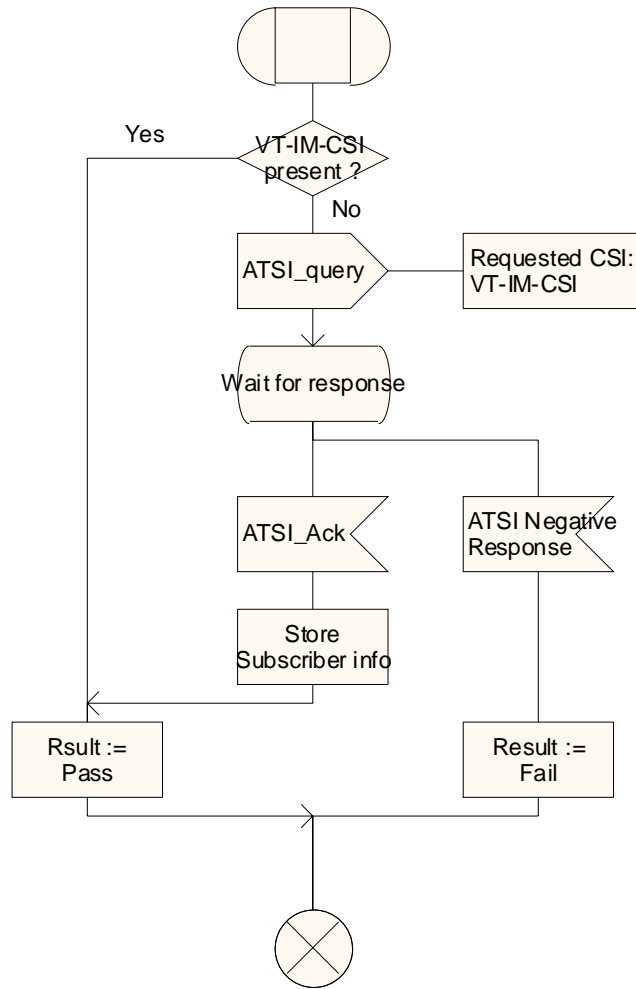 Yes
VT-IM-CSI
present ?
No
ATSI_query
Requested CSI:
VT-IM-CSI
Wait for response
ATSI_Ack
ATSI Negative
Response
Store
Subscriber info
Rsult :=
Pass
Result :=
Fail